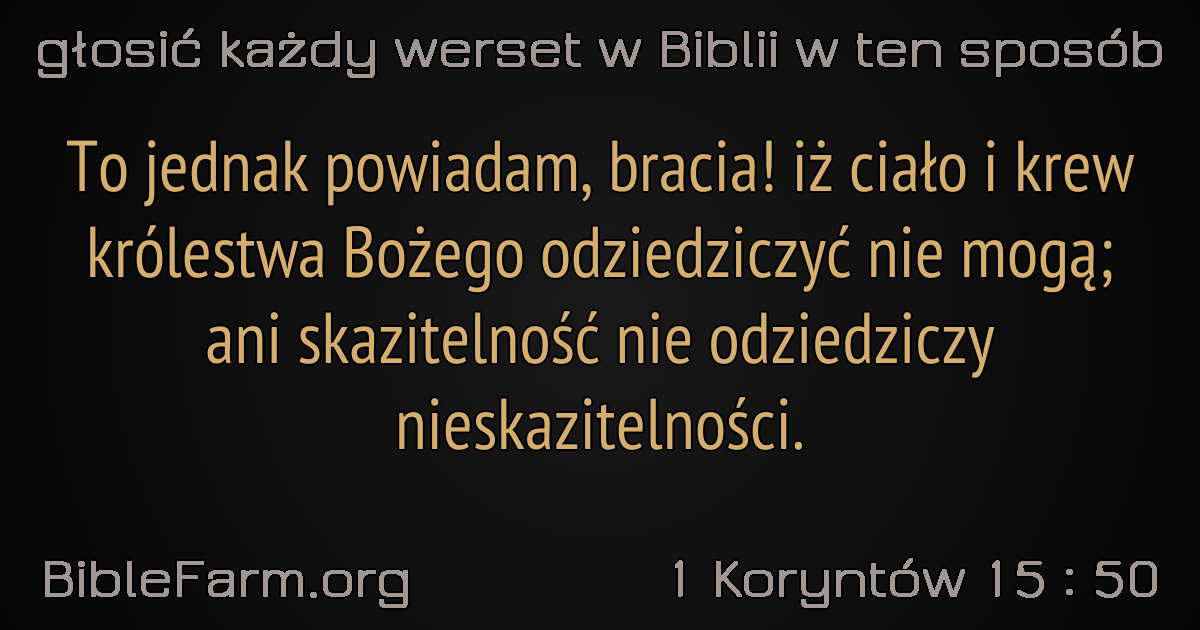 głosić każdy werset w Biblii w ten sposób
To jednak powiadam, bracia! iż ciało i krew
królestwa Bożego odziedziczyć nie mogą;
ani skazitelność nie odziedziczy
nieskazitelności.
BibleFarm.org
1 Koryntów 15 : 50